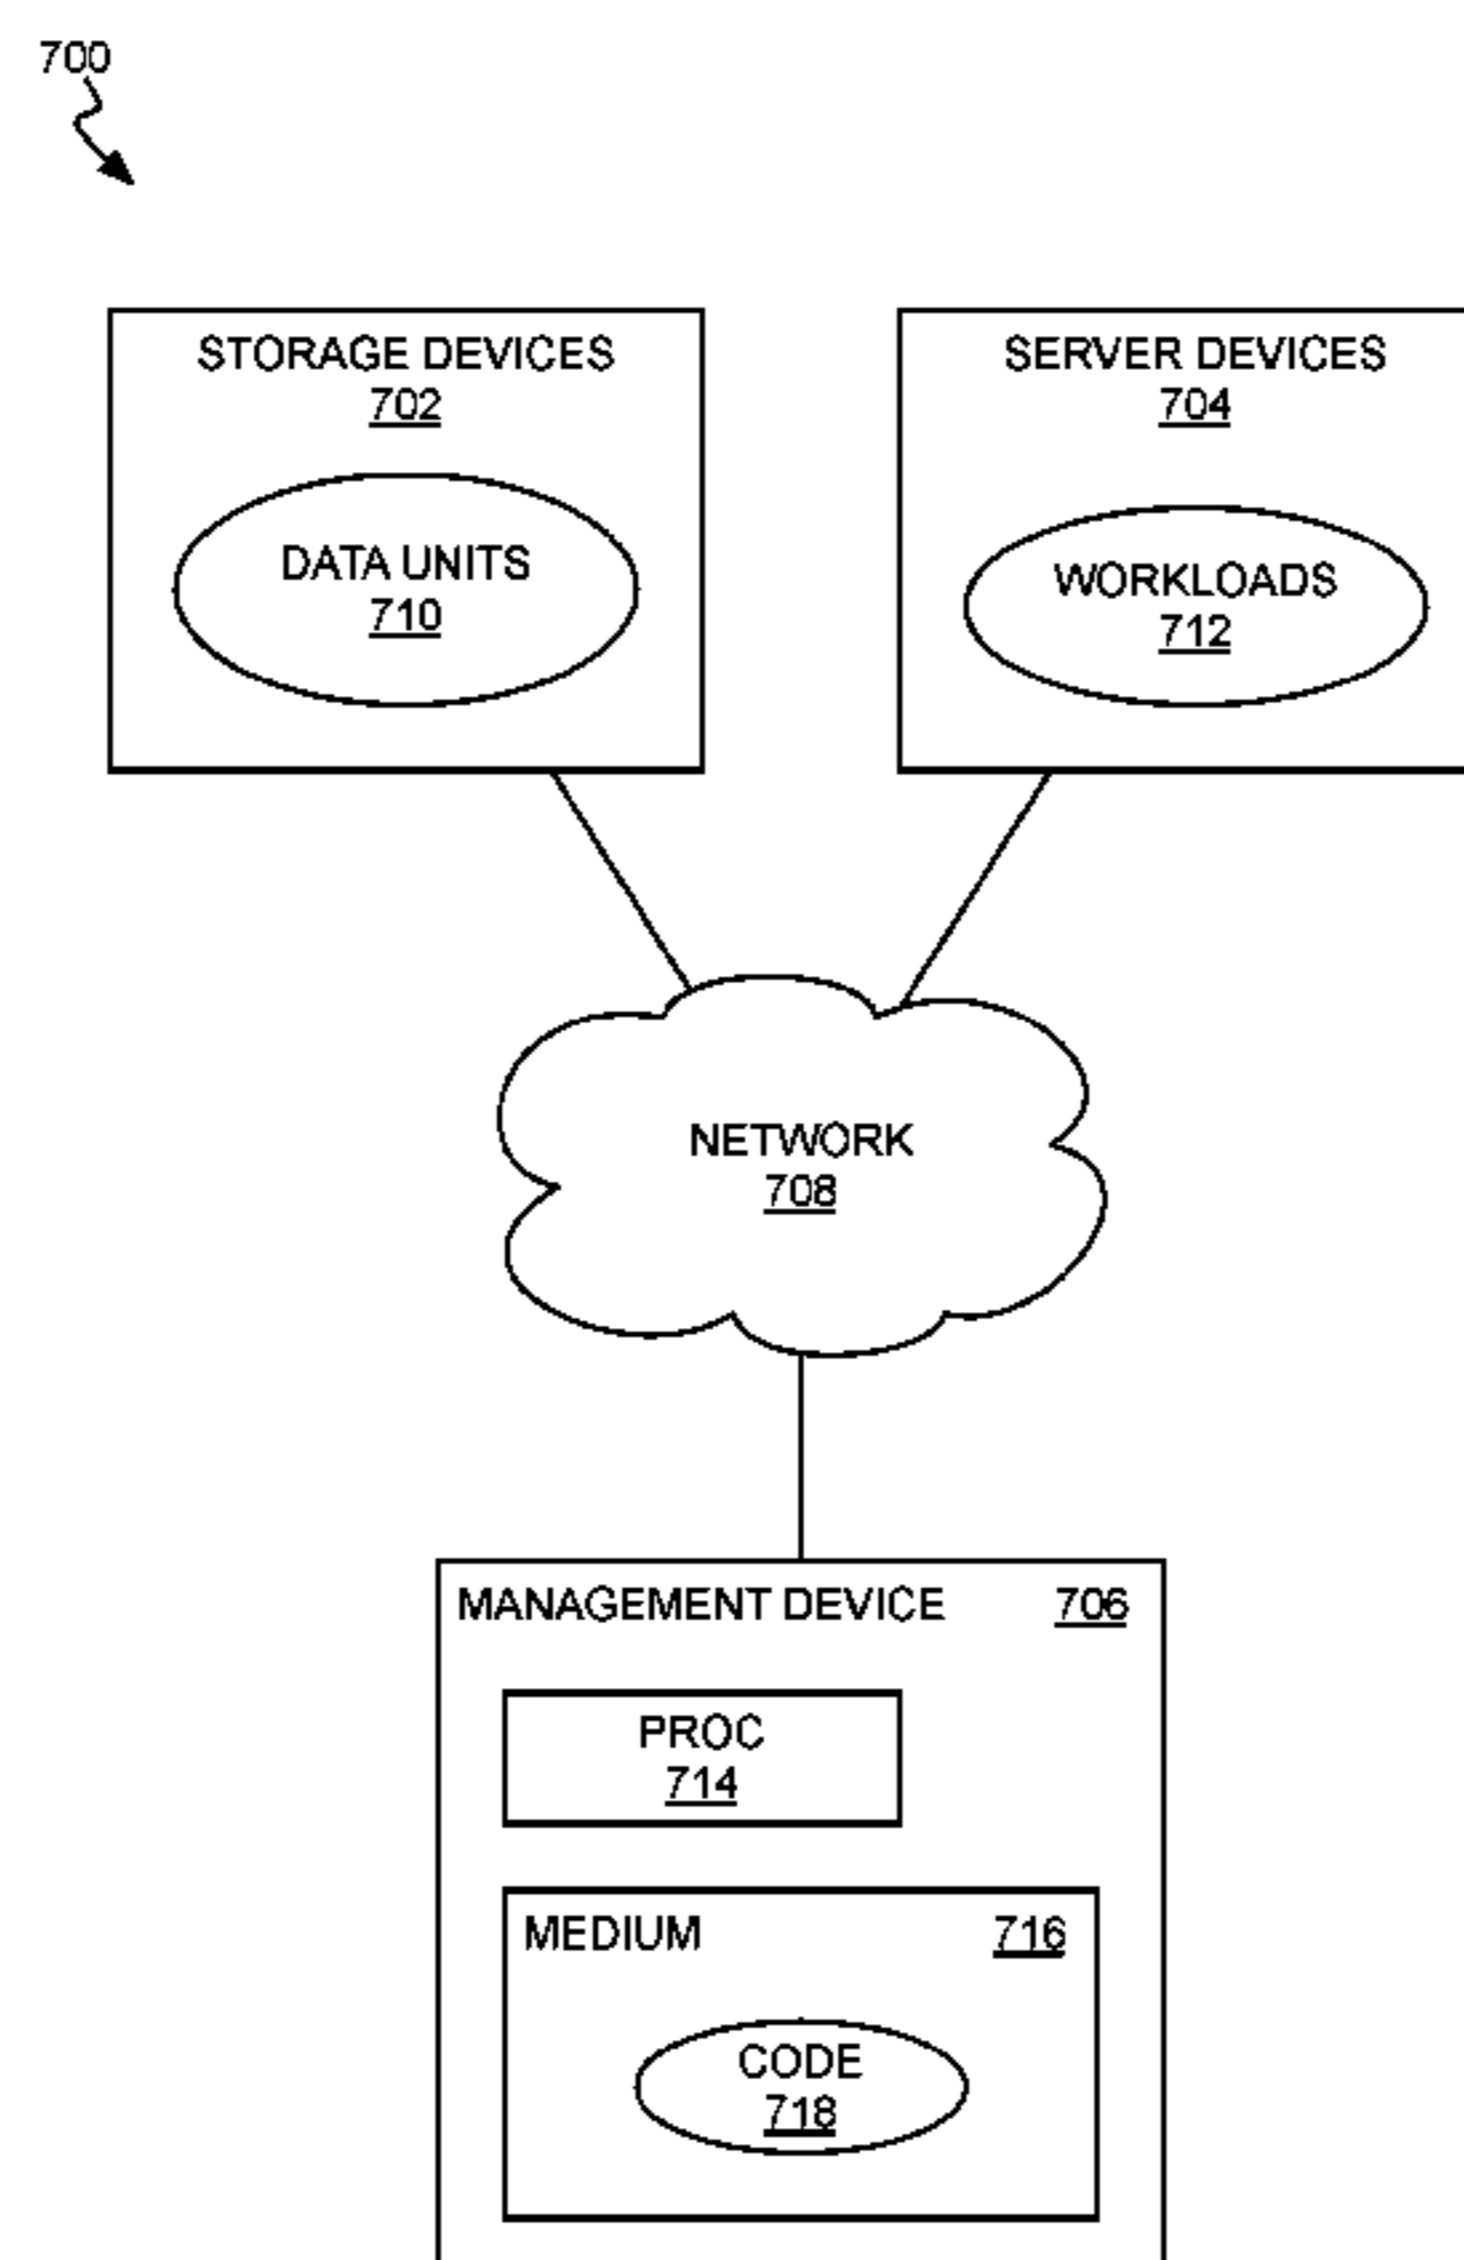 700
STORAGE DEVICES
702
DATA UNITS
710
SERVER DEVICES
704
WORKLOADS
712
NETWORK
708
MANAGEMENT DEVICE 706
PROC
714
MEDIUM 716
CODE
718